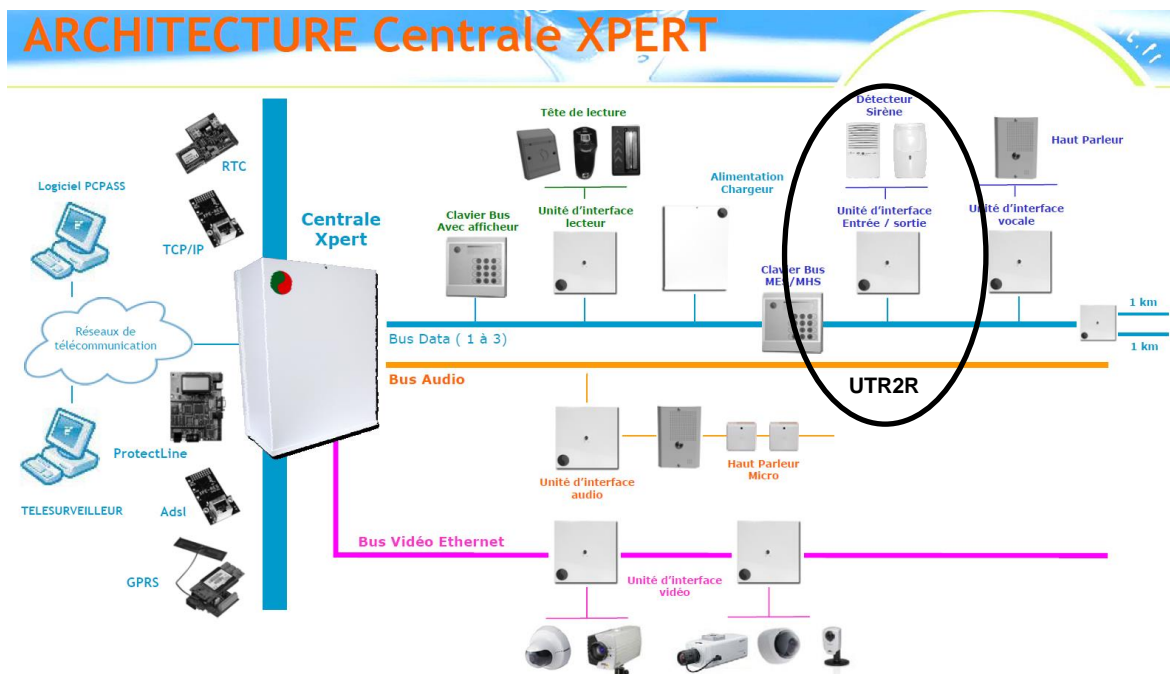 ARCHITECTURE Centrale XPERT
ic.fr
RTC
Logiciel PCPASS
TCP/IP
Réseaux de
télécommunication
ProtectLine
TELESURVEILLEUR
Adsl
GPRS
Centrale
Xpert
Tête de lecture
Clavier Bus
Avec afficheur
Unité d'interface
lecteur
Alimentation
Chargeur
Détecteur
Sirène
Unité d'interface
Entrée / sortie
Clavier Bus
MES/MHS
Haut Parleur
Unité d'interface
vocale
Bus Data ( 1 à 3)
1 km
1 km
Bus Audio
UTR2R
Unité d'interface
audio
Haut Parleur
Micro
Bus Vidéo Ethernet
Unité d'interface
vidéo